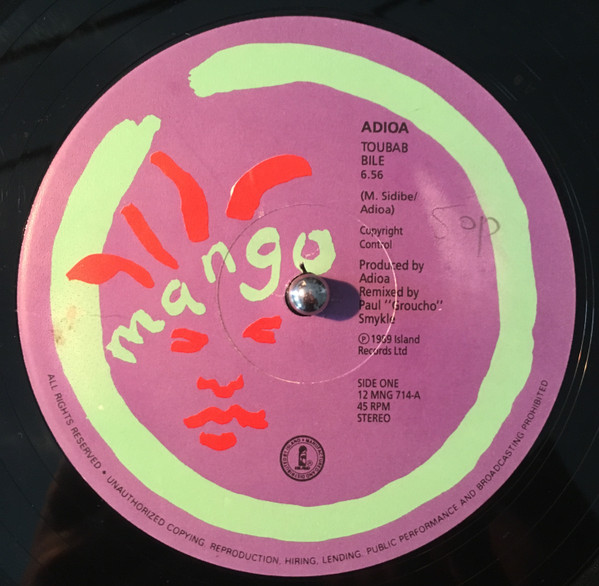 mango
ADIOA
TOUBAB
BILE
6.56
(M. Sidibe/
Adioa)
Copyright
Control
Produced by
Adioa
Remixed by
Paul "Groucho"
Smykle
℗ 1989 Island
Records Ltd
SIDE ONE
12 MNG 714-A
45 RPM
STEREO
50p
ALL RIGHTS RESERVED • UNAUTHORIZED COPYING, REPRODUCTION, HIRING, LENDING, PUBLIC PERFORMANCE AND BROADCASTING PROHIBITED